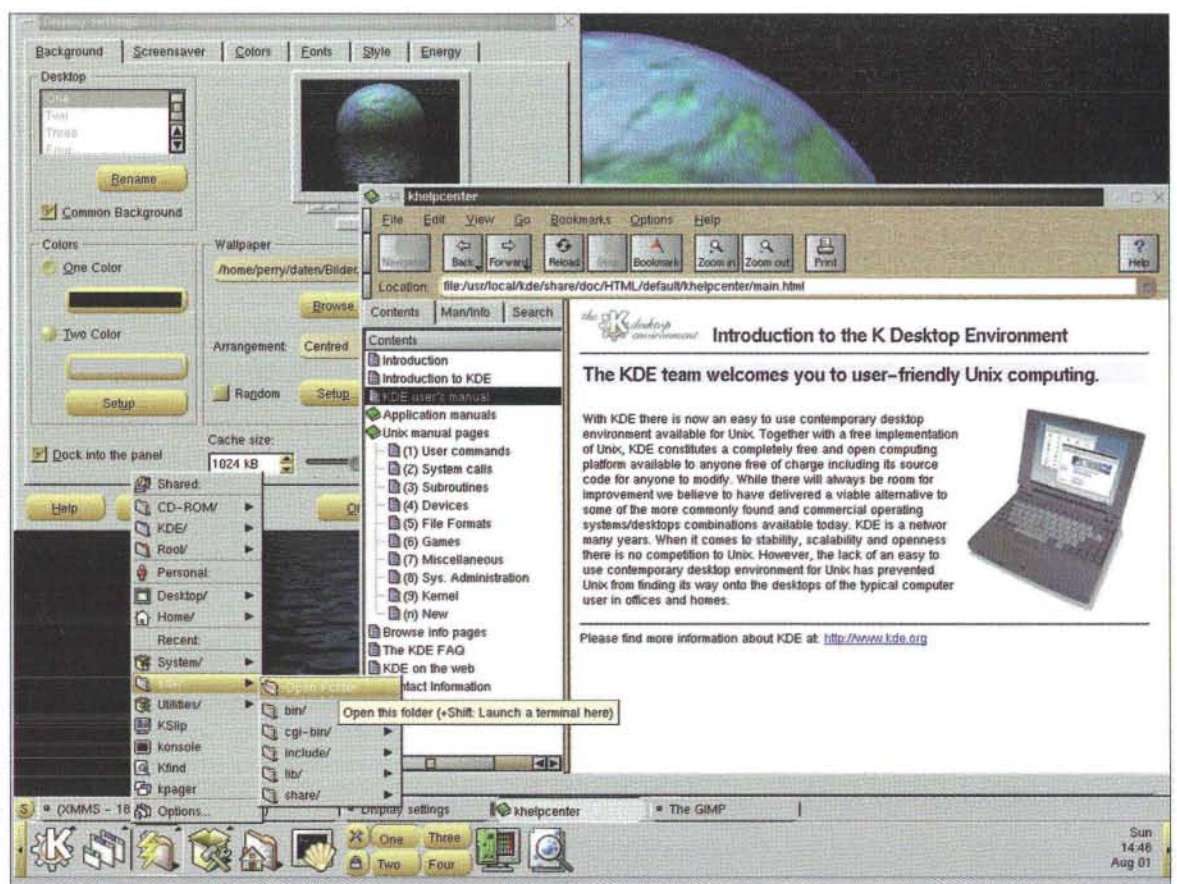 Display settings
Background
Screensaver
Colors
Fonts
Style
Energy
Desktop
One
Two
Three
Four
Rename ...
Common Background
Colors
One Color
Two Color
Setup ...
Wallpaper
/home/perry/daten/Bilder
Browse
Arrangement: Centred
Random
Setup
Dock into the panel
Cache size:
1024 kB
Help
khelpcenter
File Edit View Go Bookmarks Options Help
Navigator
Back
Forward
Reload
Stop
Bookmark
Zoom in
Zoom out
Print
Help
Location: file:/usr/local/kde/share/doc/HTML/default/khelpcenter/main.html
Contents
Man/Info
Search
Contents
Introduction
Introduction to KDE
KDE user's manual
Application manuals
Unix manual pages
(1) User commands
(2) System calls
(3) Subroutines
(4) Devices
(5) File Formats
(6) Games
(7) Miscellaneous
(8) Sys. Administration
(9) Kernel
(n) New
Browse info pages
The KDE FAQ
KDE on the web
ntact Information
the K desktop environment
Introduction to the K Desktop Environment
The KDE team welcomes you to user-friendly Unix computing.
With KDE there is now an easy to use contemporary desktop
environment available for Unix. Together with a free implementation
of Unix, KDE constitutes a completely free and open computing
platform available to anyone free of charge including its source
code for anyone to modify. While there will always be room for
improvement we believe to have delivered a viable alternative to
some of the more commonly found and commercial operating
systems/desktops combinations available today. KDE is a networ
many years. When it comes to stability, scalability and openness
there is no competition to Unix. However, the lack of an easy to
use contemporary desktop environment for Unix has prevented
Unix from finding its way onto the desktops of the typical computer
user in offices and homes.
Please find more information about KDE at: http://www.kde.org
Shared:
CD-ROM/
KDE/
Root/
Personal:
Desktop/
Home/
Recent:
System/
Utilities/
KSlip
konsole
Kfind
kpager
Options...
Open Folder
bin/
cgi-bin/
include/
lib/
share/
Open this folder (+Shift: Launch a terminal here)
S
(XMMS - 18
Display settings
khelpcenter
The GIMP
One
Two
Three
Four
Sun
14:46
Aug 01